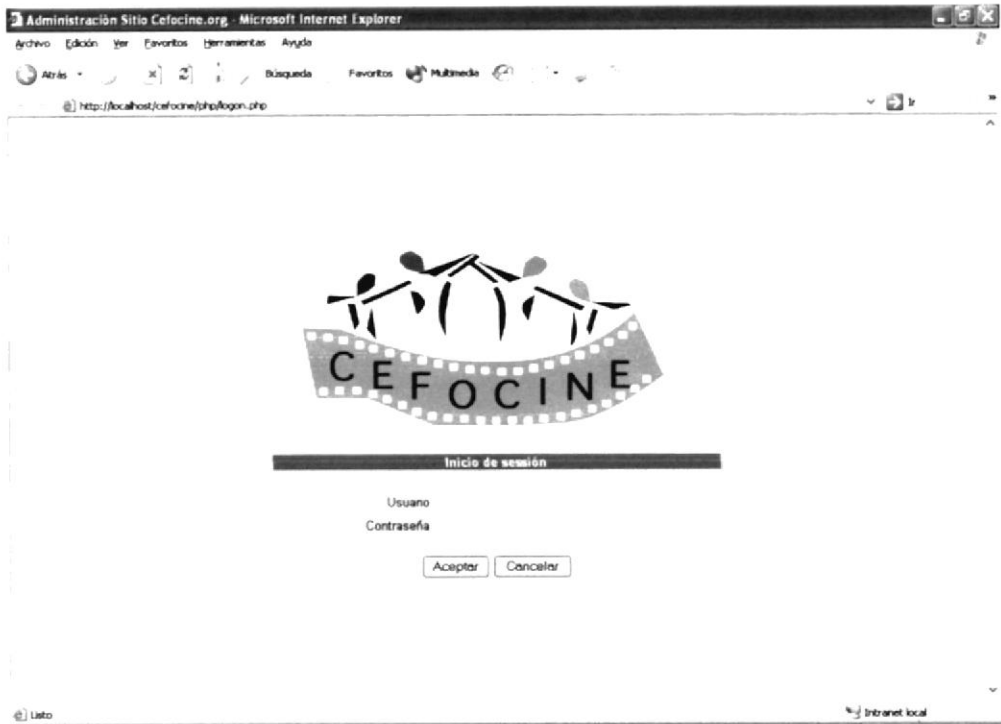 Administración Sitio Cefocine.org - Microsoft Internet Explorer
Archivo Edición Ver Favoritos Herramientas Ayuda
Atrás Búsqueda Favoritos Multimedia
http://localhost/cefocine/php/logon.php Ir
CEFOCINE
Inicio de sesión
Usuario
Contraseña
Aceptar Cancelar
Listo Intranet local